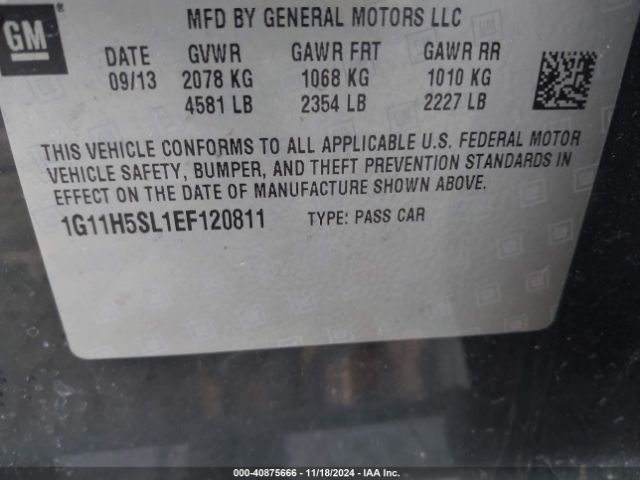 GM
MFD BY GENERAL MOTORS LLC
DATE GVWR GAWR FRT GAWR RR
09/13 2078 KG 1068 KG 1010 KG
4581 LB 2354 LB 2227 LB
THIS VEHICLE CONFORMS TO ALL APPLICABLE U.S. FEDERAL MOTOR
VEHICLE SAFETY, BUMPER, AND THEFT PREVENTION STANDARDS IN
EFFECT ON THE DATE OF MANUFACTURE SHOWN ABOVE.
1G11H5SL1EF120811 TYPE: PASS CAR
000-40875666 - 11/18/2024 - IAA Inc.